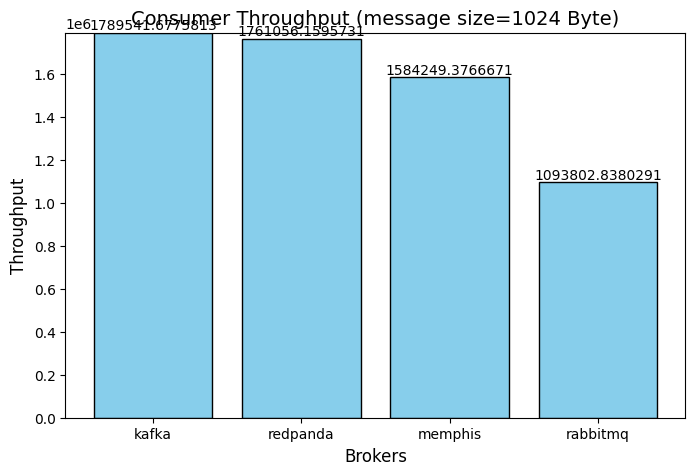 Consumer Throughput (message size=1024 Byte)
1e6
1789541.6775813
1761056.1595731
1584249.3766671
1093802.8380291
Throughput
1.6
1.4
1.2
1.0
0.8
0.6
0.4
0.2
0.0
kafka
redpanda
memphis
rabbitmq
Brokers